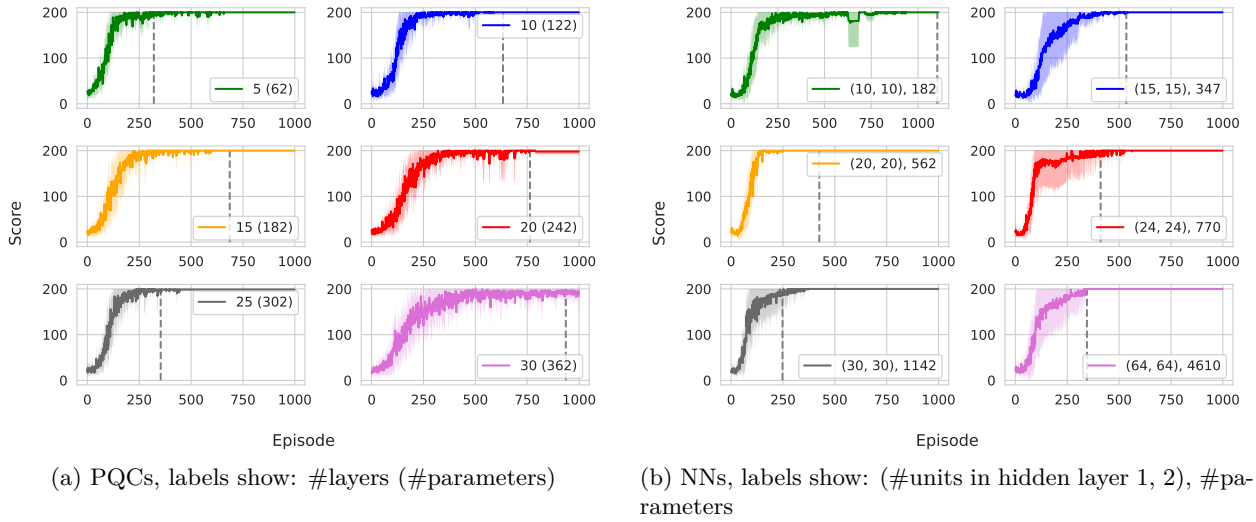 200
100
0
5 (62)
0 250 500 750 1000
200
100
0
10 (122)
0 250 500 750 1000
200
100
0
15 (182)
0 250 500 750 1000
200
100
0
20 (242)
0 250 500 750 1000
200
100
0
25 (302)
0 250 500 750 1000
200
100
0
30 (362)
0 250 500 750 1000
Score
Episode
(a) PQCs, labels show: #layers (#parameters)
200
100
0
(10, 10), 182
0 250 500 750 1000
200
100
0
(15, 15), 347
0 250 500 750 1000
200
100
0
(20, 20), 562
0 250 500 750 1000
200
100
0
(24, 24), 770
0 250 500 750 1000
200
100
0
(30, 30), 1142
0 250 500 750 1000
200
100
0
(64, 64), 4610
0 250 500 750 1000
Score
Episode
(b) NNs, labels show: (#units in hidden layer 1, 2), #pa-
rameters